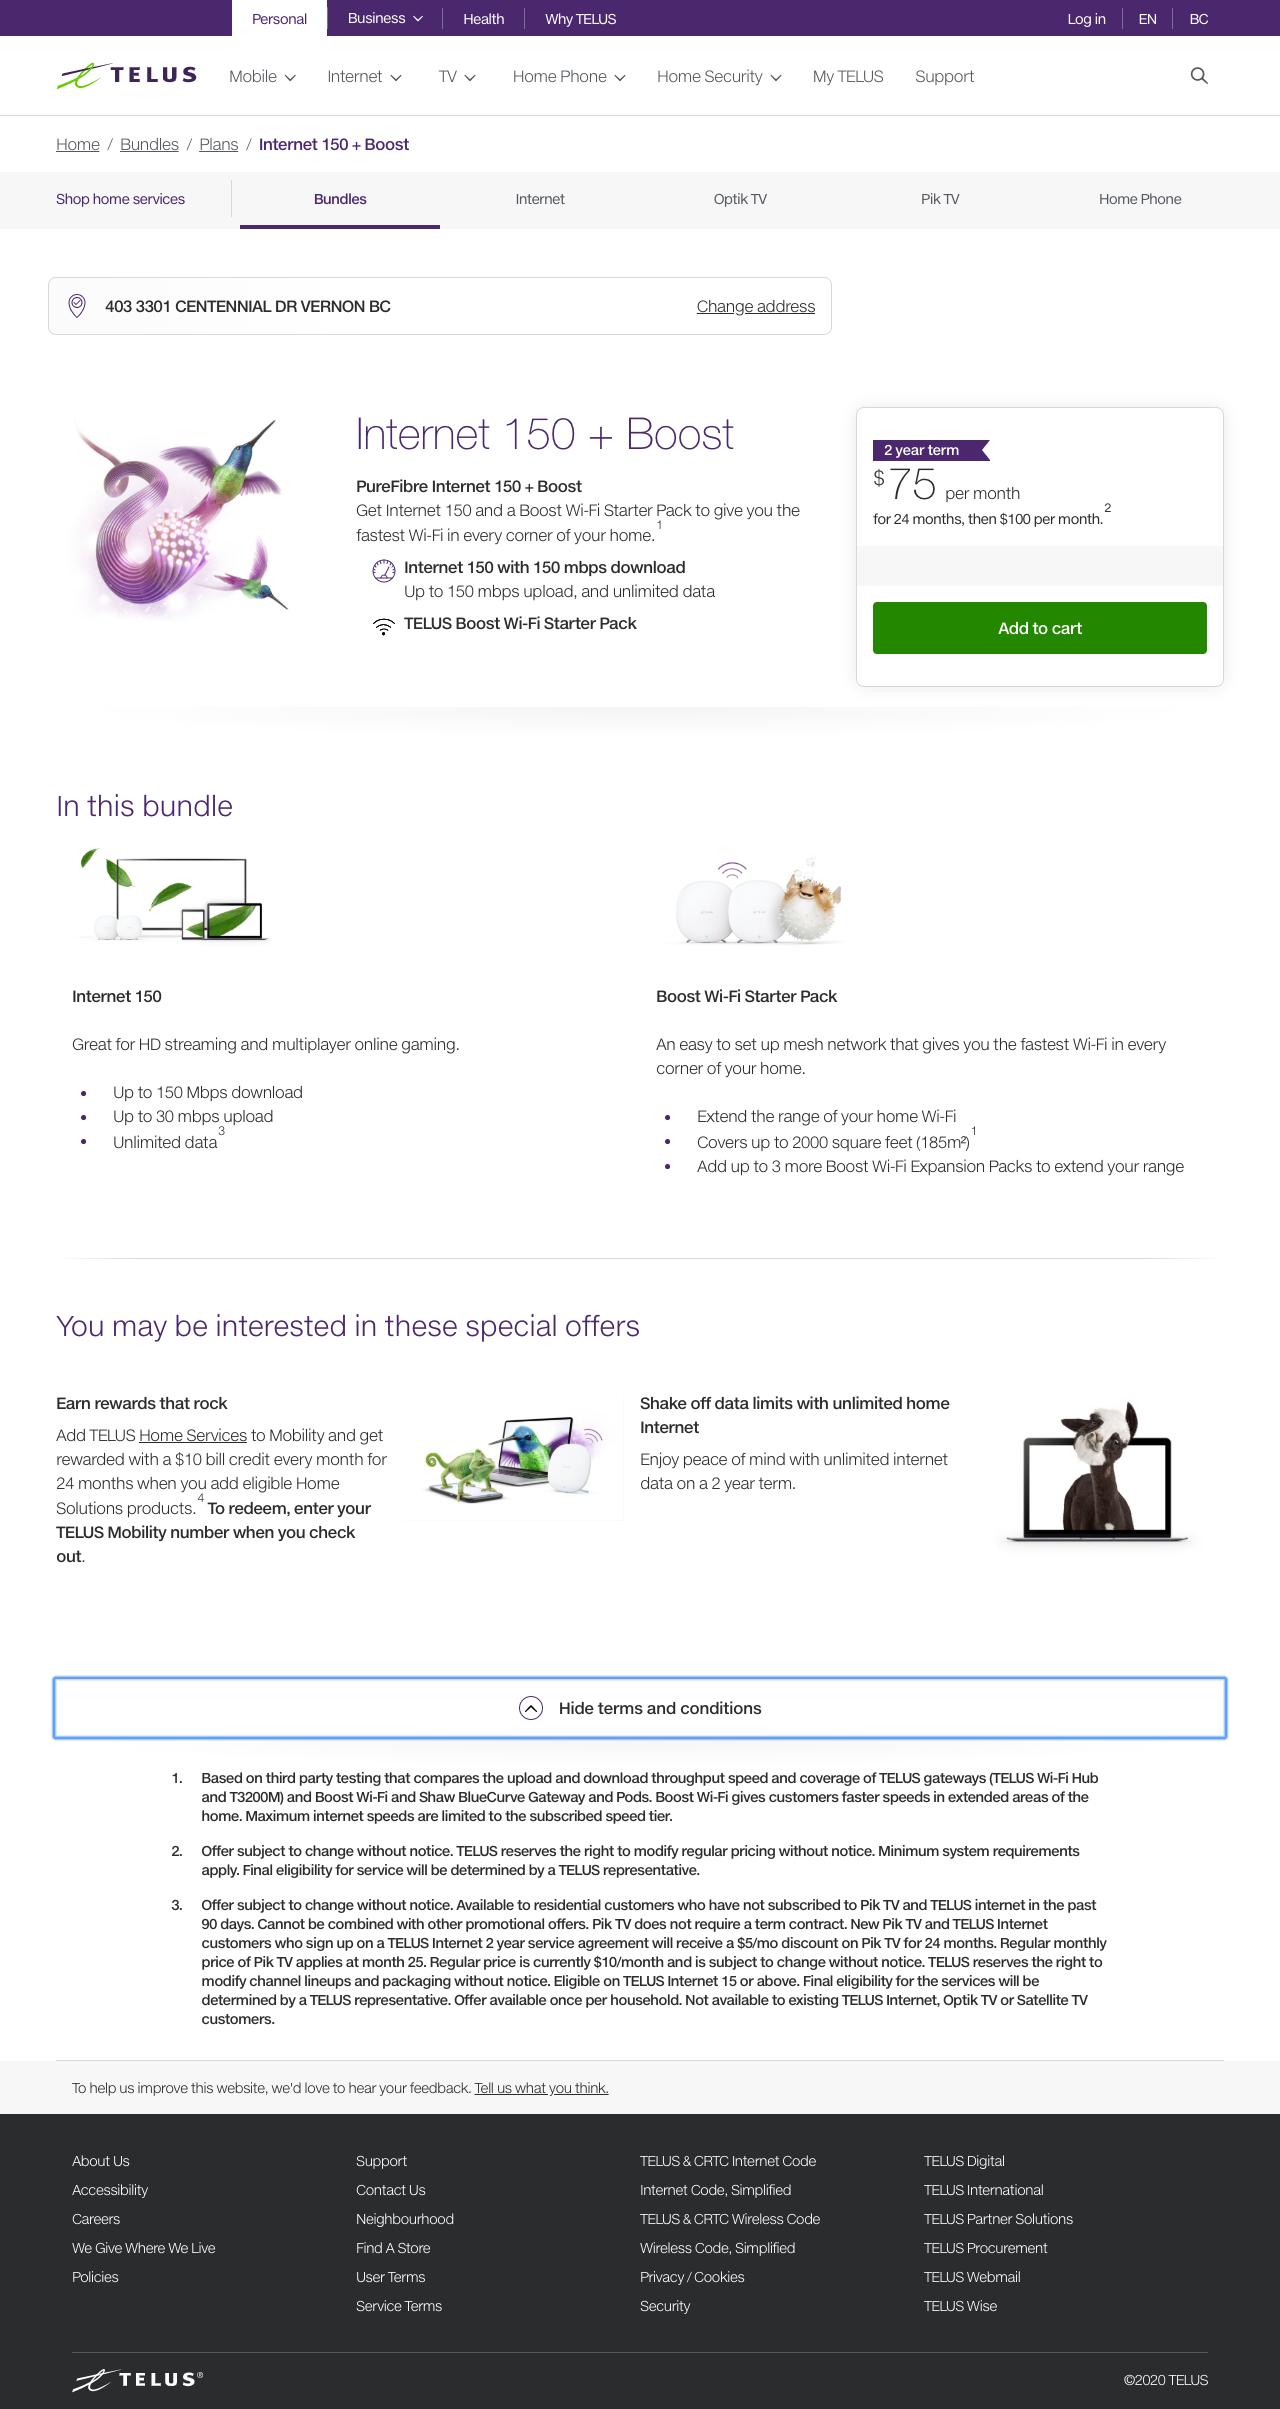 Personal
Business
Health
Why TELUS
Log in
EN
BC
TELUS
Mobile
Internet
TV
Home Phone
Home Security
My TELUS
Support
Home / Bundles / Plans / Internet 150 + Boost
Shop home services
Bundles
Internet
Optik TV
Pik TV
Home Phone
403 3301 CENTENNIAL DR VERNON BC
Change address
Internet 150 + Boost
PureFibre Internet 150 + Boost
Get Internet 150 and a Boost Wi-Fi Starter Pack to give you the
fastest Wi-Fi in every corner of your home.1
Internet 150 with 150 mbps download
Up to 150 mbps upload, and unlimited data
TELUS Boost Wi-Fi Starter Pack
2 year term
$75 per month
for 24 months, then $100 per month.2
Add to cart
In this bundle
Internet 150
Great for HD streaming and multiplayer online gaming.
• Up to 150 Mbps download
• Up to 30 mbps upload
• Unlimited data3
Boost Wi-Fi Starter Pack
An easy to set up mesh network that gives you the fastest Wi-Fi in every
corner of your home.
• Extend the range of your home Wi-Fi
• Covers up to 2000 square feet (185m²)1
• Add up to 3 more Boost Wi-Fi Expansion Packs to extend your range
You may be interested in these special offers
Earn rewards that rock
Add TELUS Home Services to Mobility and get
rewarded with a $10 bill credit every month for
24 months when you add eligible Home
Solutions products.4 To redeem, enter your
TELUS Mobility number when you check
out.
Shake off data limits with unlimited home
Internet
Enjoy peace of mind with unlimited internet
data on a 2 year term.
Hide terms and conditions
1. Based on third party testing that compares the upload and download throughput speed and coverage of TELUS gateways (TELUS Wi-Fi Hub
and T3200M) and Boost Wi-Fi and Shaw BlueCurve Gateway and Pods. Boost Wi-Fi gives customers faster speeds in extended areas of the
home. Maximum internet speeds are limited to the subscribed speed tier.
2. Offer subject to change without notice. TELUS reserves the right to modify regular pricing without notice. Minimum system requirements
apply. Final eligibility for service will be determined by a TELUS representative.
3. Offer subject to change without notice. Available to residential customers who have not subscribed to Pik TV and TELUS internet in the past
90 days. Cannot be combined with other promotional offers. Pik TV does not require a term contract. New Pik TV and TELUS Internet
customers who sign up on a TELUS Internet 2 year service agreement will receive a $5/mo discount on Pik TV for 24 months. Regular monthly
price of Pik TV applies at month 25. Regular price is currently $10/month and is subject to change without notice. TELUS reserves the right to
modify channel lineups and packaging without notice. Eligible on TELUS Internet 15 or above. Final eligibility for the services will be
determined by a TELUS representative. Offer available once per household. Not available to existing TELUS Internet, Optik TV or Satellite TV
customers.
To help us improve this website, we'd love to hear your feedback. Tell us what you think.
About Us
Accessibility
Careers
We Give Where We Live
Policies
Support
Contact Us
Neighbourhood
Find A Store
User Terms
Service Terms
TELUS & CRTC Internet Code
Internet Code, Simplified
TELUS & CRTC Wireless Code
Wireless Code, Simplified
Privacy / Cookies
Security
TELUS Digital
TELUS International
TELUS Partner Solutions
TELUS Procurement
TELUS Webmail
TELUS Wise
TELUS®
©2020 TELUS